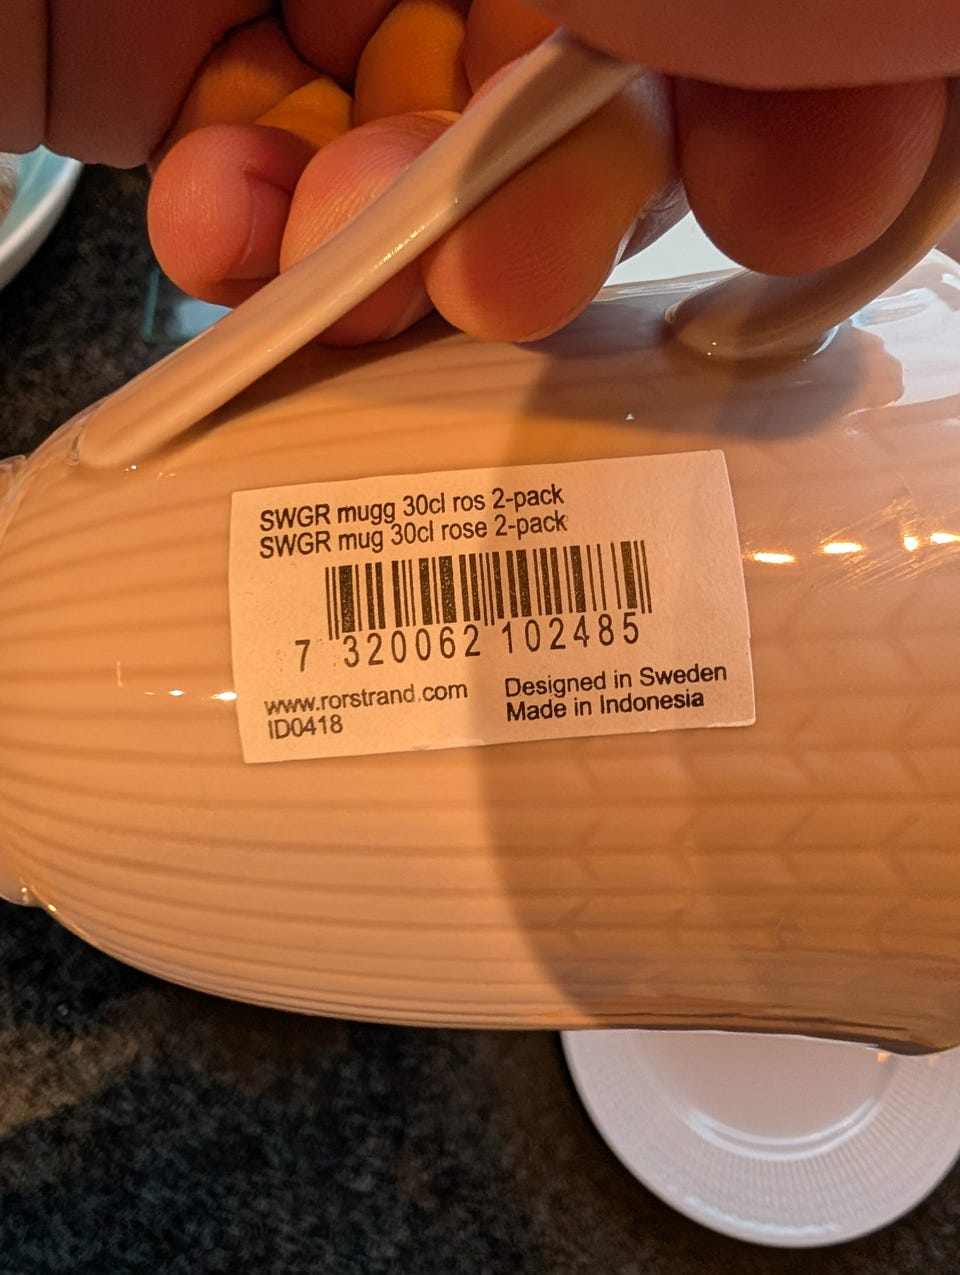 SWGR mugg 30cl ros 2-pack
SWGR mug 30cl rose 2-pack
7 320062 102485
www.rorstrand.com
ID0418
Designed in Sweden
Made in Indonesia